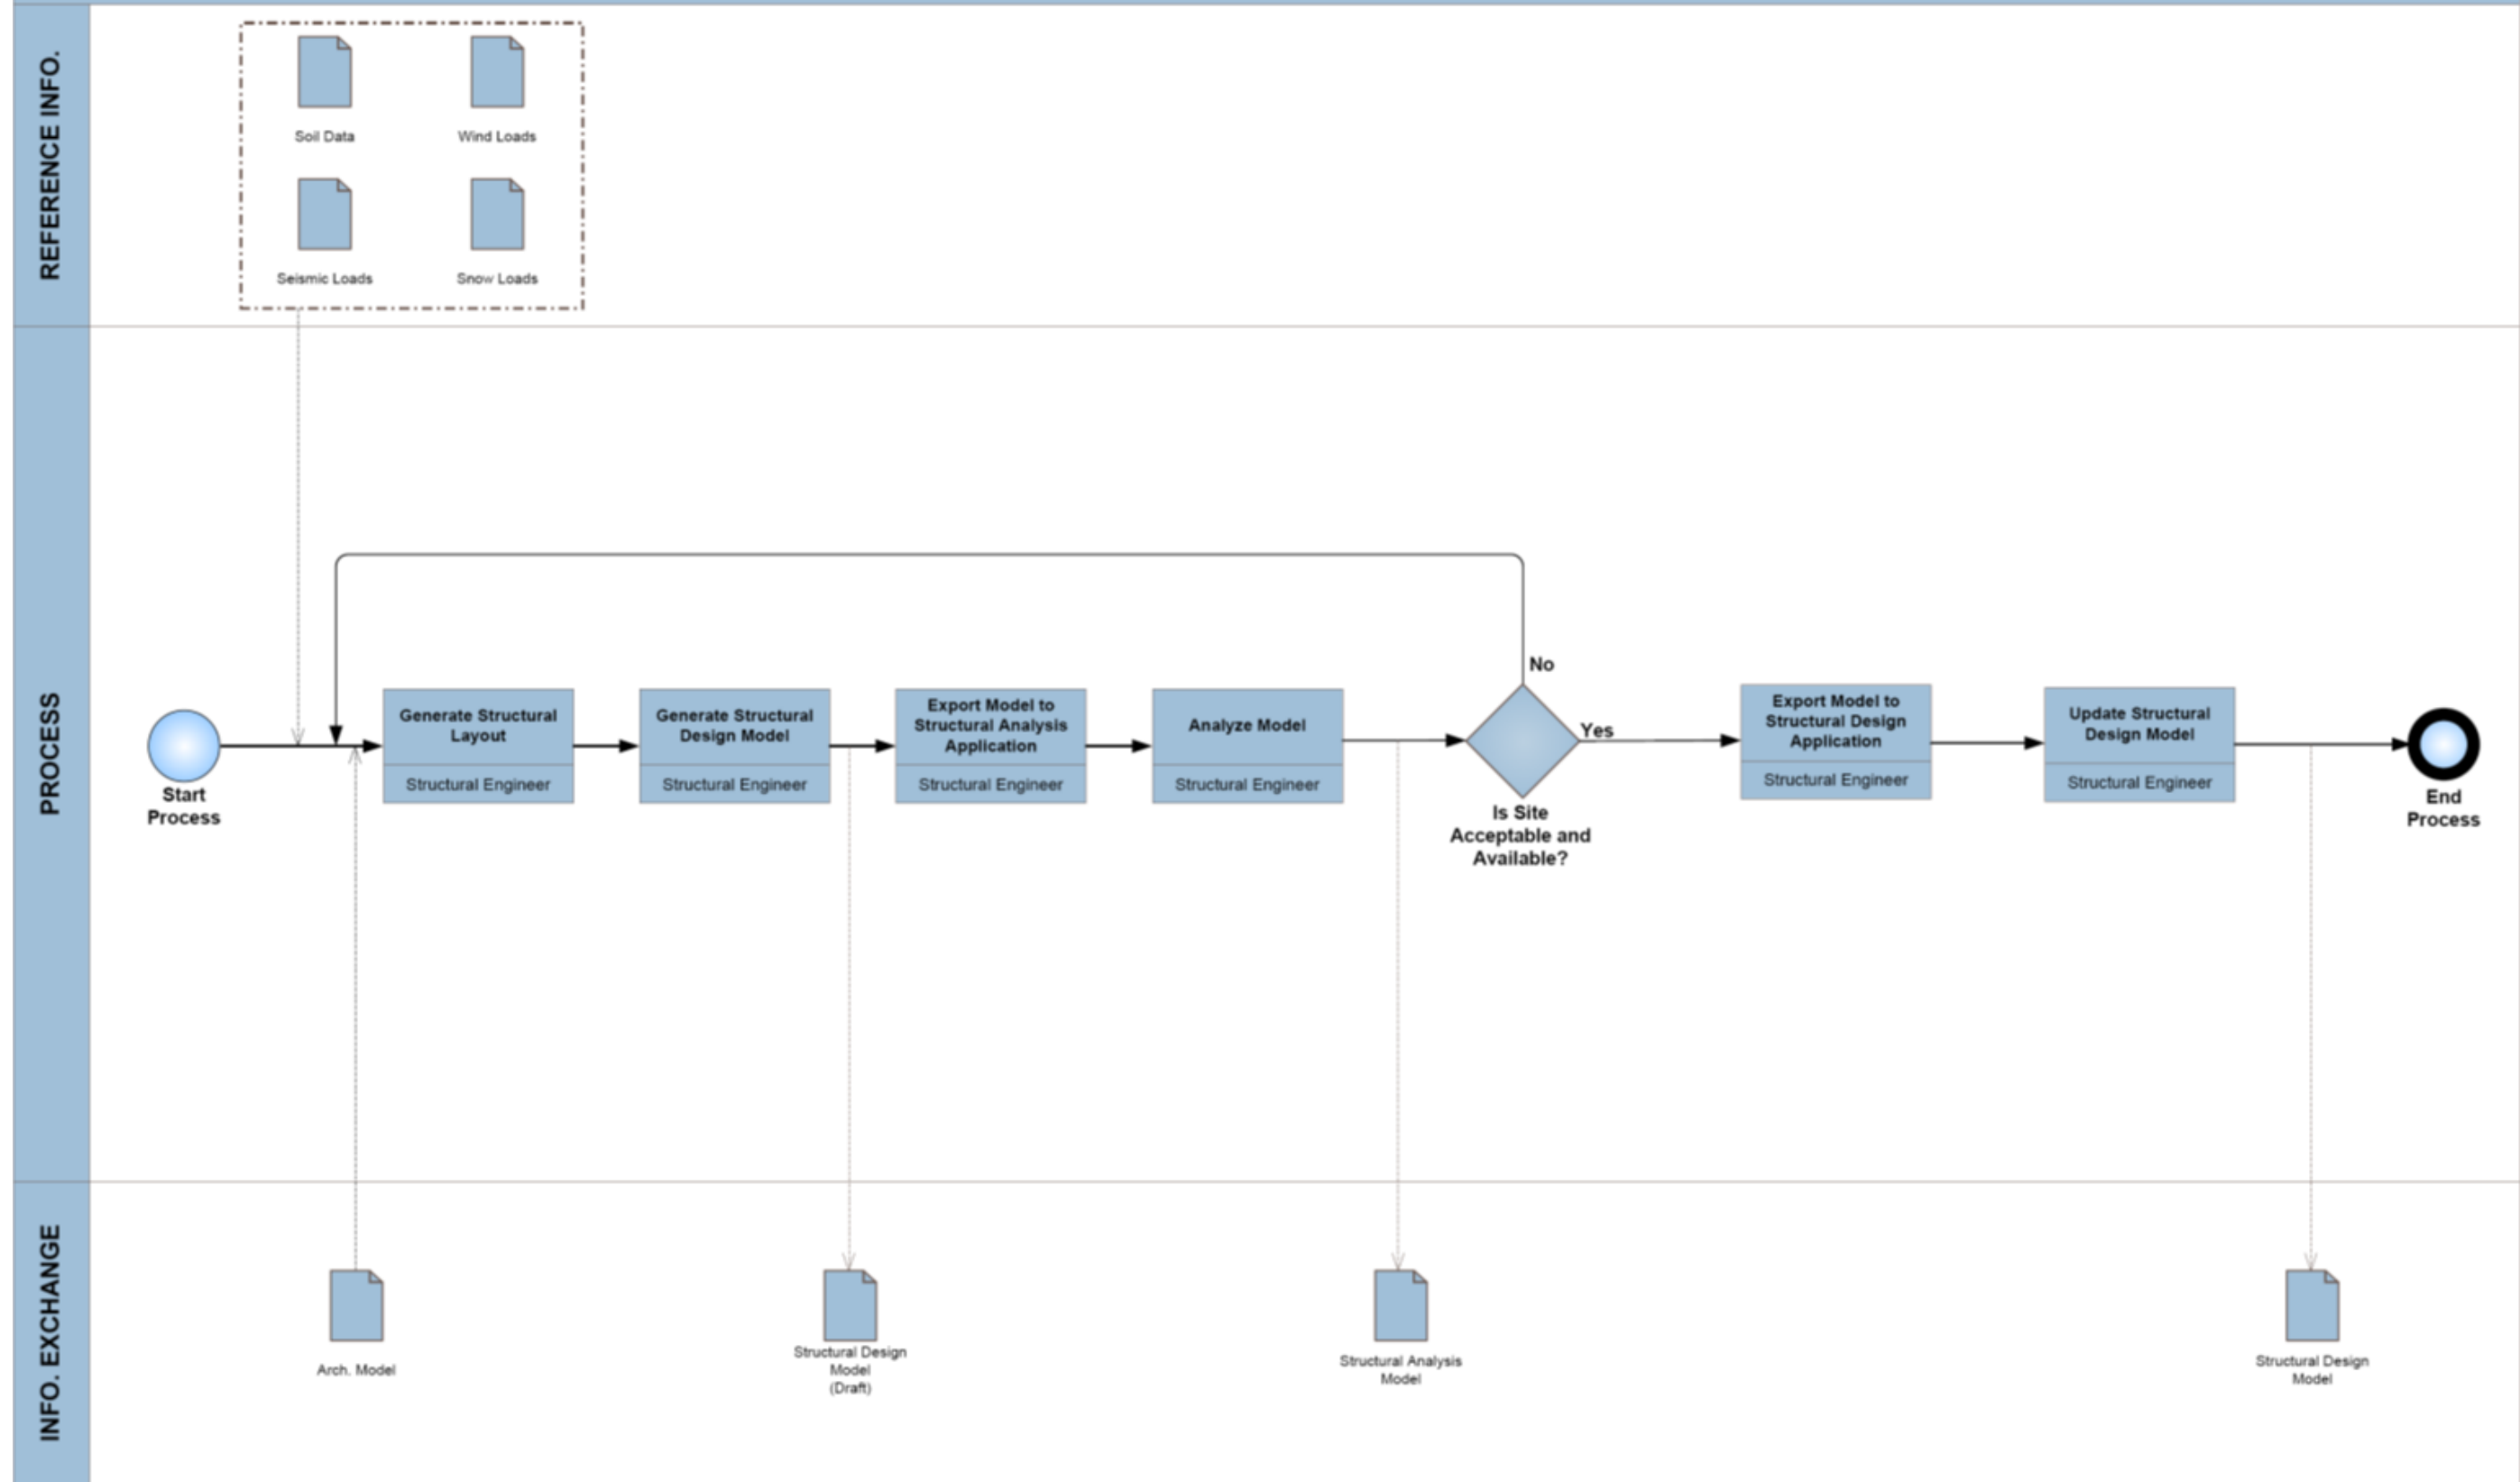 REFERENCE INFO.
Soil Data
Wind Loads
Seismic Loads
Snow Loads
PROCESS
Start
Process
Generate Structural
Layout
Structural Engineer
Generate Structural
Design Model
Structural Engineer
Export Model to
Structural Analysis
Application
Structural Engineer
Analyze Model
Structural Engineer
No
Yes
Is Site
Acceptable and
Available?
Export Model to
Structural Design
Application
Structural Engineer
Update Structural
Design Model
Structural Engineer
End
Process
INFO. EXCHANGE
Arch. Model
Structural Design
Model
(Draft)
Structural Analysis
Model
Structural Design
Model